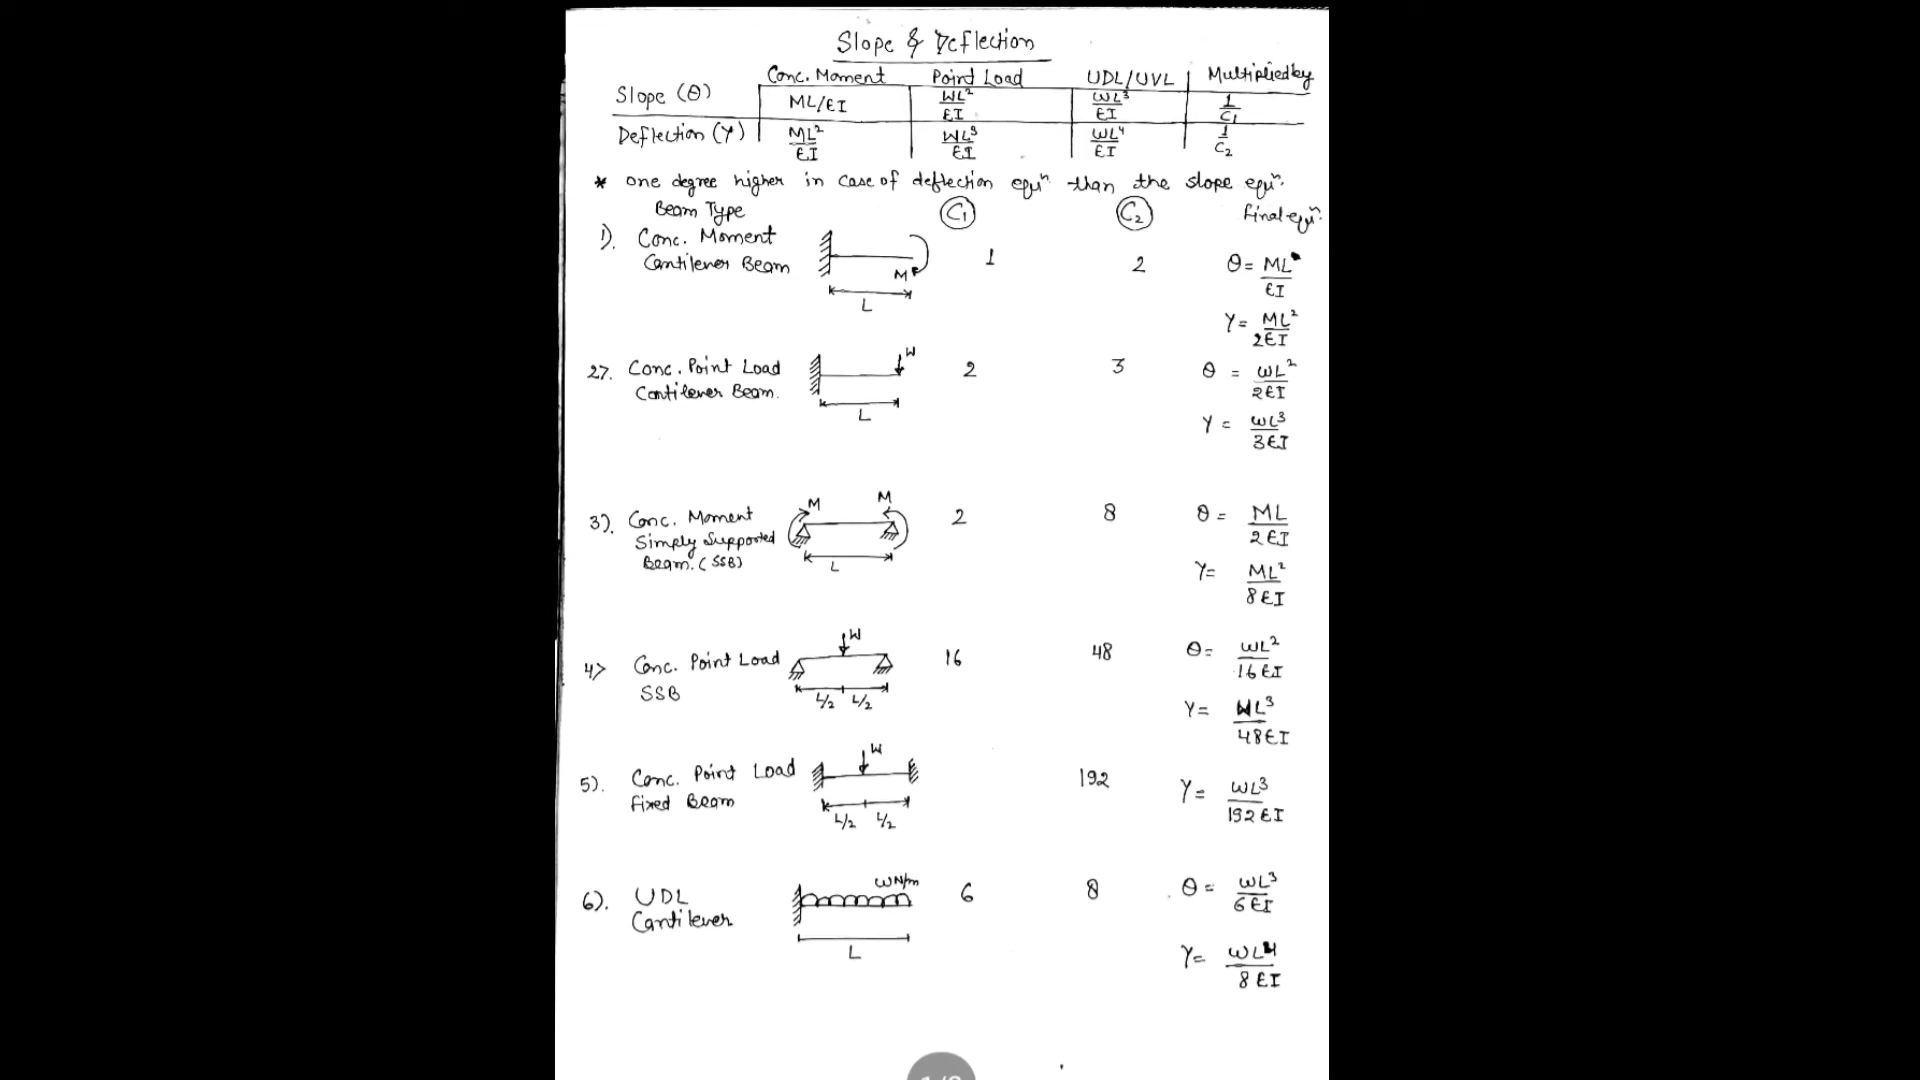 Slope & Deflection
Conc. Moment Point Load UDL/UVL Multiplied by
Slope (θ) ML/EI WL²/EI WL³/EI 1/C₁
Deflection (Y) ML²/EI WL³/EI WL⁴/EI 1/C₂
* one degree higher in case of deflection equⁿ than the slope equⁿ.
Beam Type C₁ C₂ final equⁿ.
1). Conc. Moment
Cantilever Beam M L 1 2 θ = ML/EI
Y = ML²/2EI
2>. Conc. Point Load
Cantilever Beam. W L 2 3 θ = WL²/2EI
Y = WL³/3EI
3). Conc. Moment
Simply Supported
Beam. (SSB) M M L 2 8 θ = ML/2EI
Y = ML²/8EI
4> Conc. Point Load
SSB W L/2 L/2 16 48 θ = WL²/16EI
Y = WL³/48EI
5). Conc. Point Load
fixed Beam W L/2 L/2 192 Y = WL³/192EI
6). UDL
Cantilever WN/m L 6 8 θ = WL³/6EI
Y = WL4/8EI